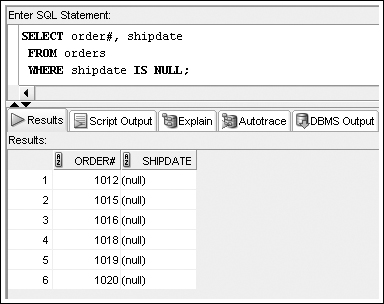 Enter SQL Statement:
SELECT order#, shipdate
FROM orders
WHERE shipdate IS NULL;
Results Script Output Explain Autotrace DBMS Output
Results:
ORDER# SHIPDATE
1 1012 (null)
2 1015 (null)
3 1016 (null)
4 1018 (null)
5 1019 (null)
6 1020 (null)